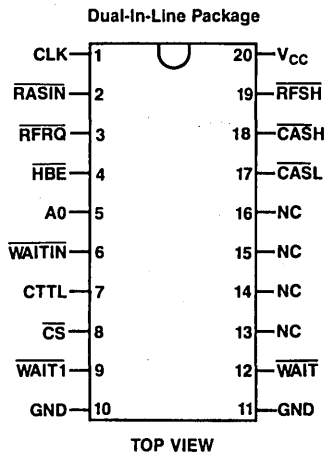 Dual-In-Line Package
CLK 1 20 VCC
RASIN 2 19 RFSH
RFRQ 3 18 CASH
HBE 4 17 CASL
A0 5 16 NC
WAITIN 6 15 NC
CTTL 7 14 NC
CS 8 13 NC
WAIT1 9 12 WAIT
GND 10 11 GND
TOP VIEW